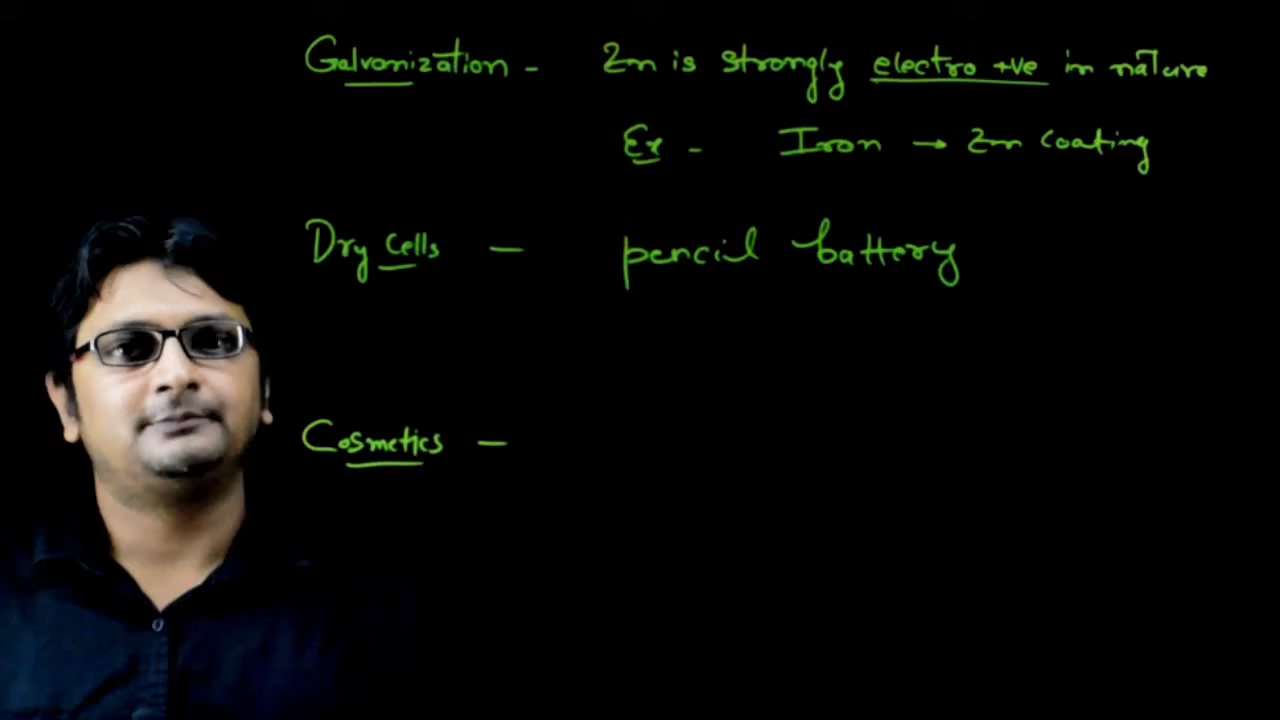 Galvanization - Zn is strongly electro +ve in nature
Ex - Iron → Zn coating
Dry cells - pencil battery
Cosmetics -